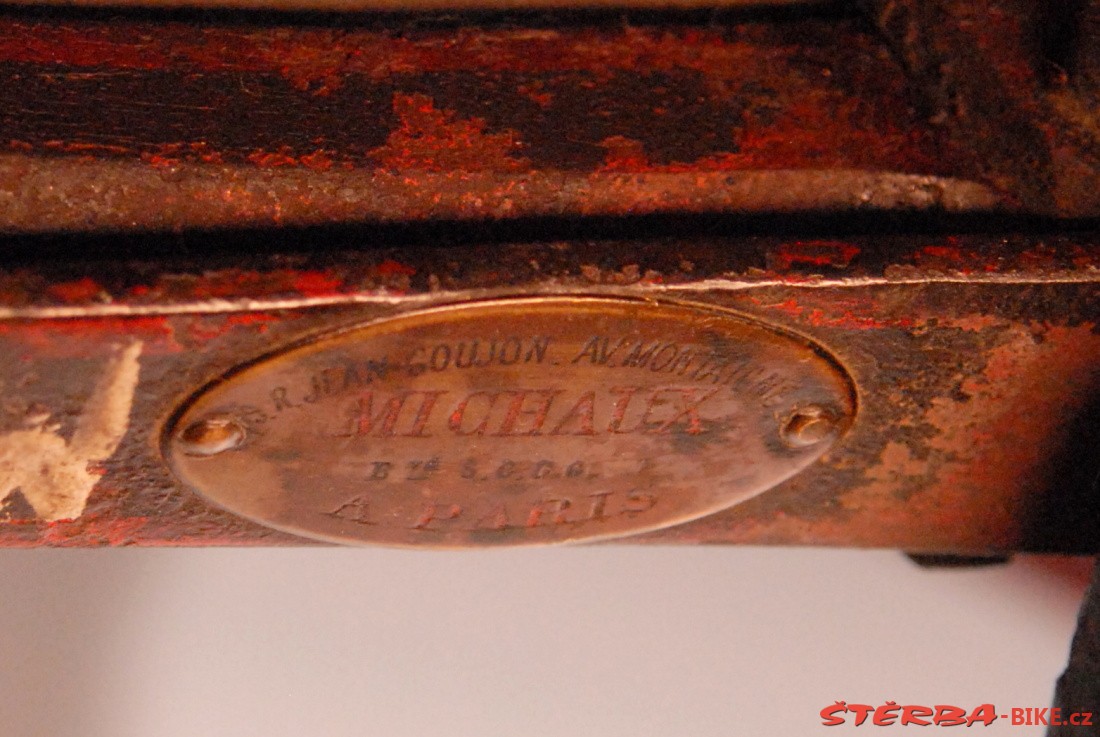 R. JEAN-GOUJON. AV. MONTAIGNE
MICHAUX
BTÉ S.G.D.G.
A PARIS
ŠTĚRBA-BIKE.cz